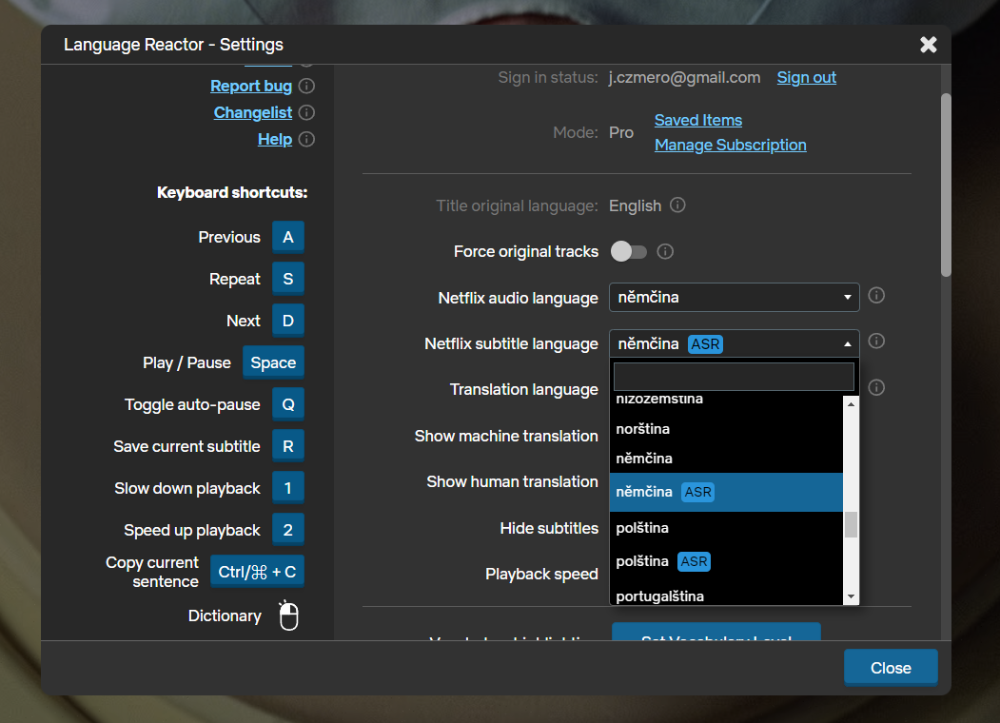 Language Reactor - Settings
Report bug
Changelist
Help
Keyboard shortcuts:
Previous A
Repeat S
Next D
Play / Pause Space
Toggle auto-pause Q
Save current subtitle R
Slow down playback 1
Speed up playback 2
Copy current
sentence Ctrl/⌘ + C
Dictionary
Sign in status: j.czmero@gmail.com Sign out
Mode: Pro Saved Items
Manage Subscription
Title original language: English
Force original tracks
Netflix audio language němčina
Netflix subtitle language němčina ASR
Translation language
Show machine translation
Show human translation
Hide subtitles
Playback speed
nizozemština
norština
němčina
němčina ASR
polština
polština ASR
portugalština
Set Vocabulary Level
Close